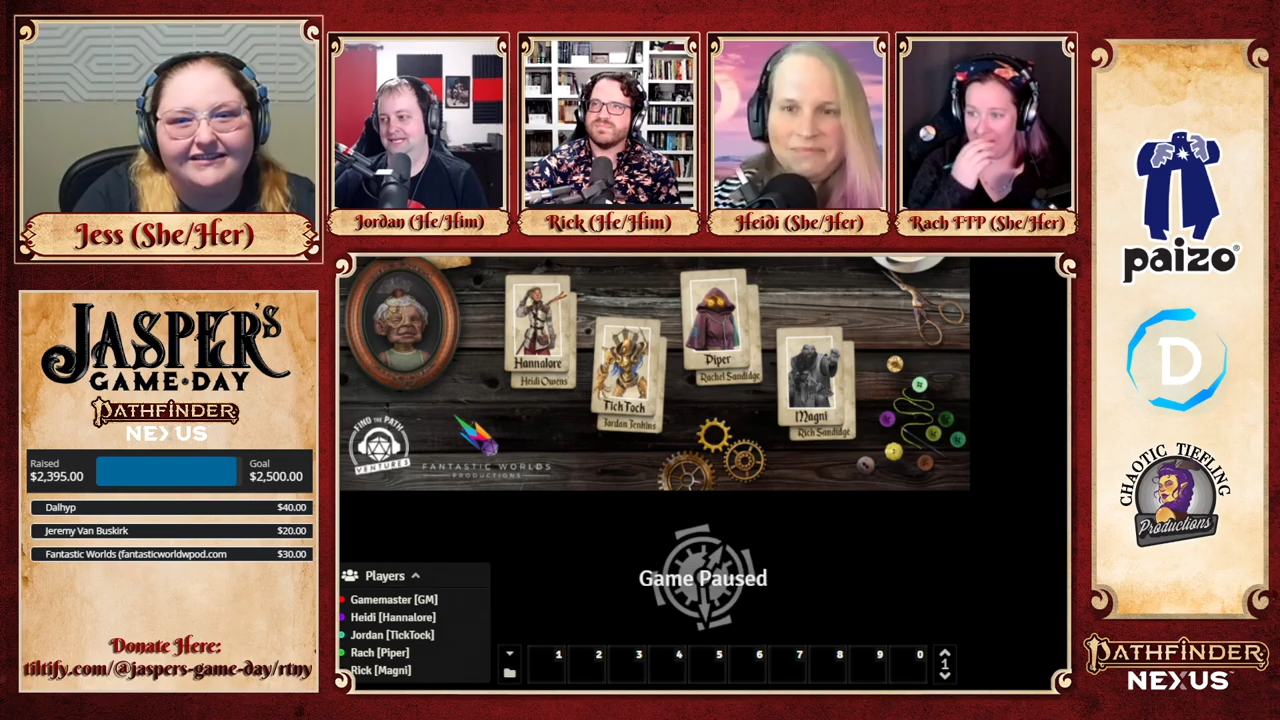 Jess (She/Her)
Jordan (He/Him)
Rick (He/Him)
Heidi (She/Her)
Rach FTP (She/Her)
JASPER'S
GAME·DAY
PATHFINDER
NEXUS
Raised
$2,395.00
Goal
$2,500.00
Dalhyp $40.00
Jeremy Van Buskirk $20.00
Fantastic Worlds (fantasticworldwpod.com $30.00
Donate Here:
tiltify.com/@jaspers-game-day/rtny
Hannalore
Heidi Owens
TickTock
Jordan Jenkins
Piper
Rachel Sandidge
Magni
Rick Sandidge
FIND THE PATH
VENTURES
FANTASTIC WORLDS
PRODUCTIONS
Game Paused
Players
Gamemaster [GM]
Heidi [Hannalore]
Jordan [TickTock]
Rach [Piper]
Rick [Magni]
1 2 3 4 5 6 7 8 9 0
1
paizo®
D
CHAOTIC TIEFLING
Productions
PATHFINDER
NEXUS